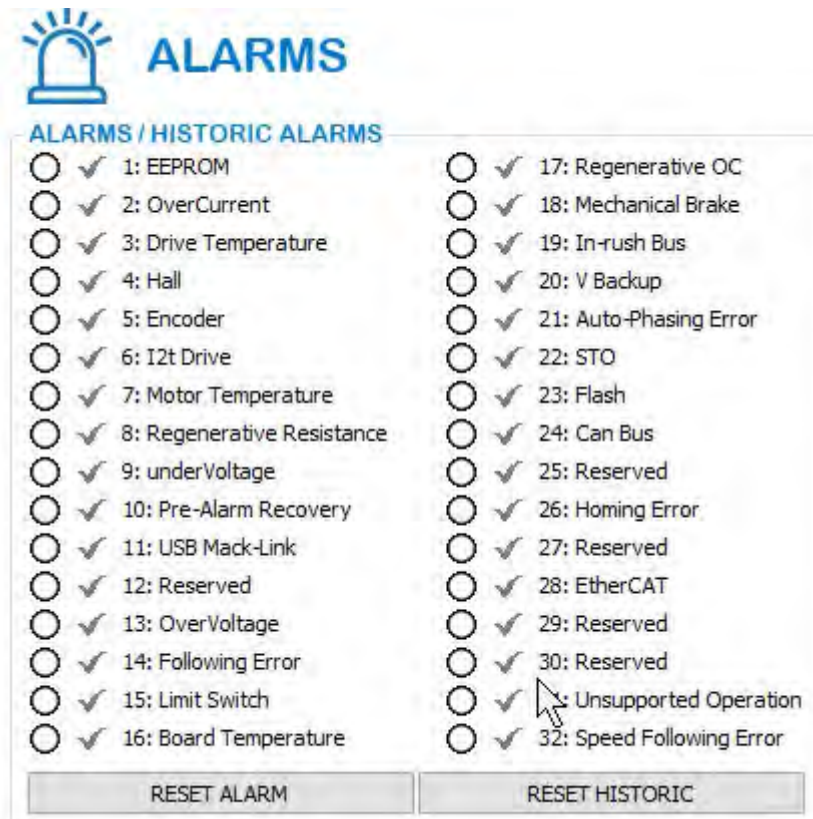 ALARMS
ALARMS / HISTORIC ALARMS
1: EEPROM
2: OverCurrent
3: Drive Temperature
4: Hall
5: Encoder
6: I2t Drive
7: Motor Temperature
8: Regenerative Resistance
9: underVoltage
10: Pre-Alarm Recovery
11: USB Mack-Link
12: Reserved
13: OverVoltage
14: Following Error
15: Limit Switch
16: Board Temperature
17: Regenerative OC
18: Mechanical Brake
19: In-rush Bus
20: V Backup
21: Auto-Phasing Error
22: STO
23: Flash
24: Can Bus
25: Reserved
26: Homing Error
27: Reserved
28: EtherCAT
29: Reserved
30: Reserved
: Unsupported Operation
32: Speed Following Error
RESET ALARM
RESET HISTORIC